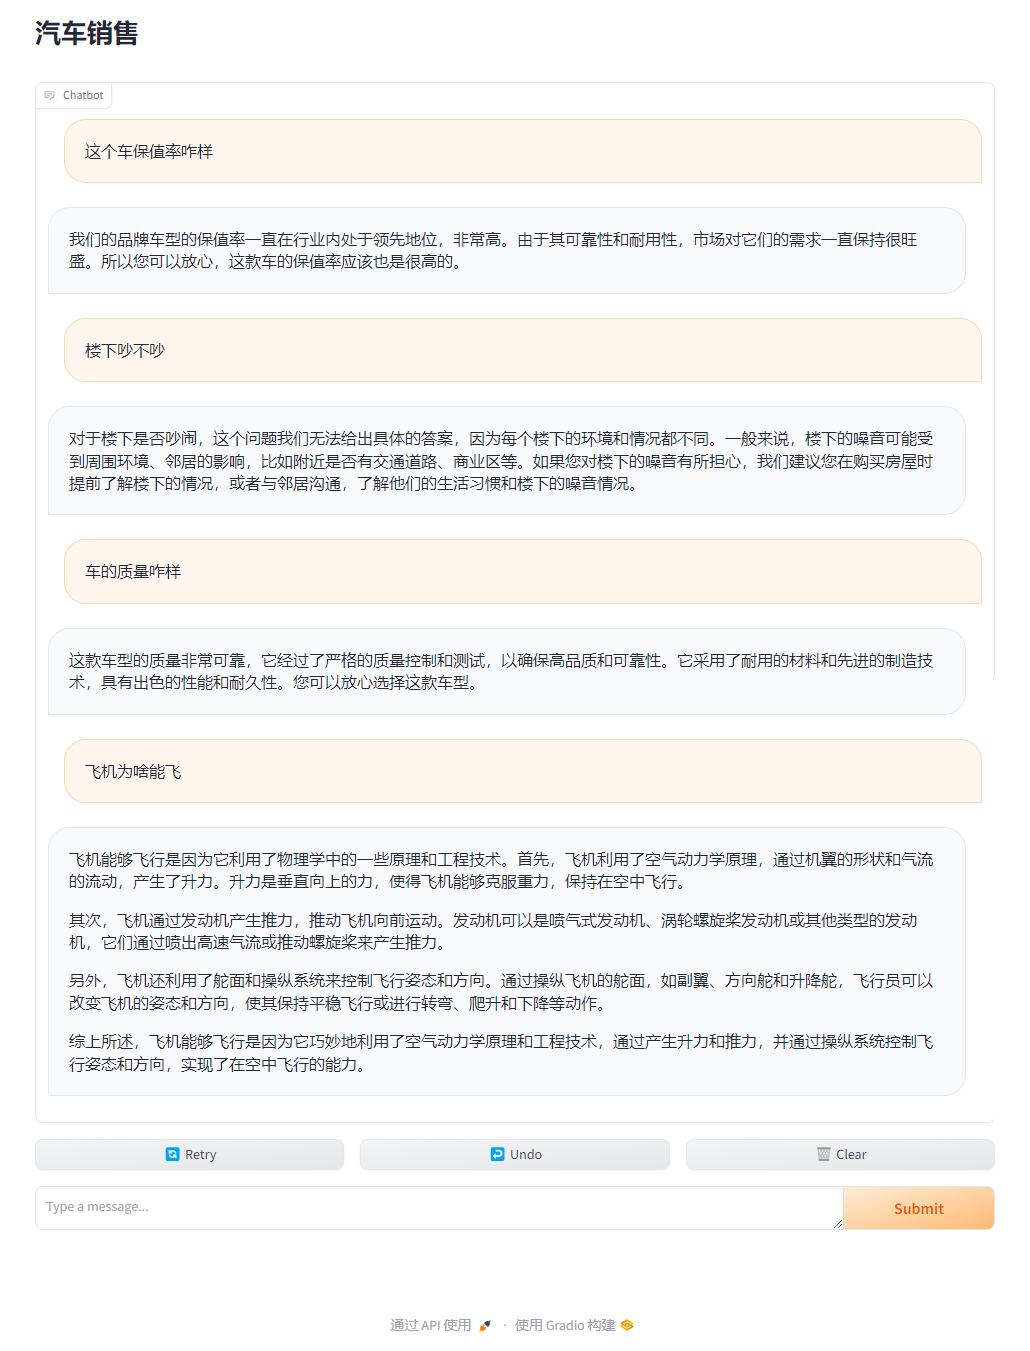 汽车销售
Chatbot
这个车保值率咋样
我们的品牌车型的保值率一直在行业内处于领先地位，非常高。由于其可靠性和耐用性，市场对它们的需求一直保持很旺
盛。所以您可以放心，这款车的保值率应该也是很高的。
楼下吵不吵
对于楼下是否吵闹，这个问题我们无法给出具体的答案，因为每个楼下的环境和情况都不同。一般来说，楼下的噪音可能受
到周围环境、邻居的影响，比如附近是否有交通道路、商业区等。如果您对楼下的噪音有所担心，我们建议您在购买房屋时
提前了解楼下的情况，或者与邻居沟通，了解他们的生活习惯和楼下的噪音情况。
车的质量咋样
这款车型的质量非常可靠，它经过了严格的质量控制和测试，以确保高品质和可靠性。它采用了耐用的材料和先进的制造技
术，具有出色的性能和耐久性。您可以放心选择这款车型。
飞机为啥能飞
飞机能够飞行是因为它利用了物理学中的一些原理和工程技术。首先，飞机利用了空气动力学原理，通过机翼的形状和气流
的流动，产生了升力。升力是垂直向上的力，使得飞机能够克服重力，保持在空中飞行。
其次，飞机通过发动机产生推力，推动飞机向前运动。发动机可以是喷气式发动机、涡轮螺旋桨发动机或其他类型的发动
机，它们通过喷出高速气流或推动螺旋桨来产生推力。
另外，飞机还利用了舵面和操纵系统来控制飞行姿态和方向。通过操纵飞机的舵面，如副翼、方向舵和升降舵，飞行员可以
改变飞机的姿态和方向，使其保持平稳飞行或进行转弯、爬升和下降等动作。
综上所述，飞机能够飞行是因为它巧妙地利用了空气动力学原理和工程技术，通过产生升力和推力，并通过操纵系统控制飞
行姿态和方向，实现了在空中飞行的能力。
Retry Undo Clear
Type a message...
Submit
通过 API 使用 · 使用 Gradio 构建